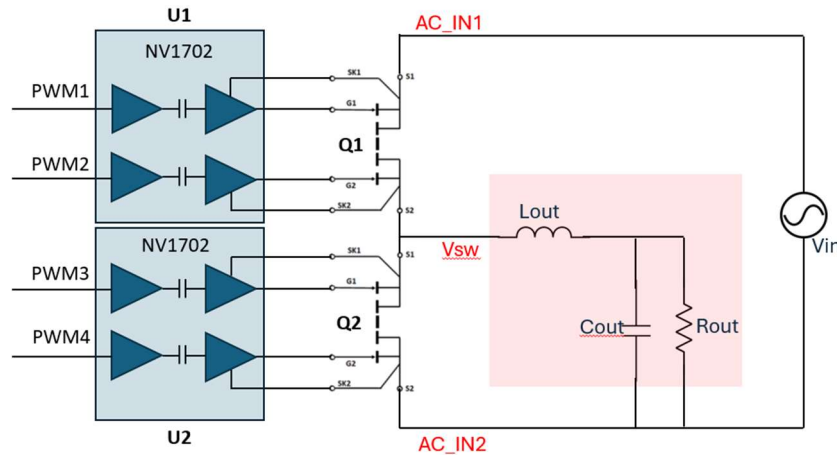 U1
AC_IN1
NV1702
SK1
S1
PWM1
G1
Q1
PWM2
G2
SK2
S2
NV1702
Vsw
Lout
Vin
SK1
S1
PWM3
G1
Q2
Cout
Rout
PWM4
G2
SK2
S2
U2
AC_IN2